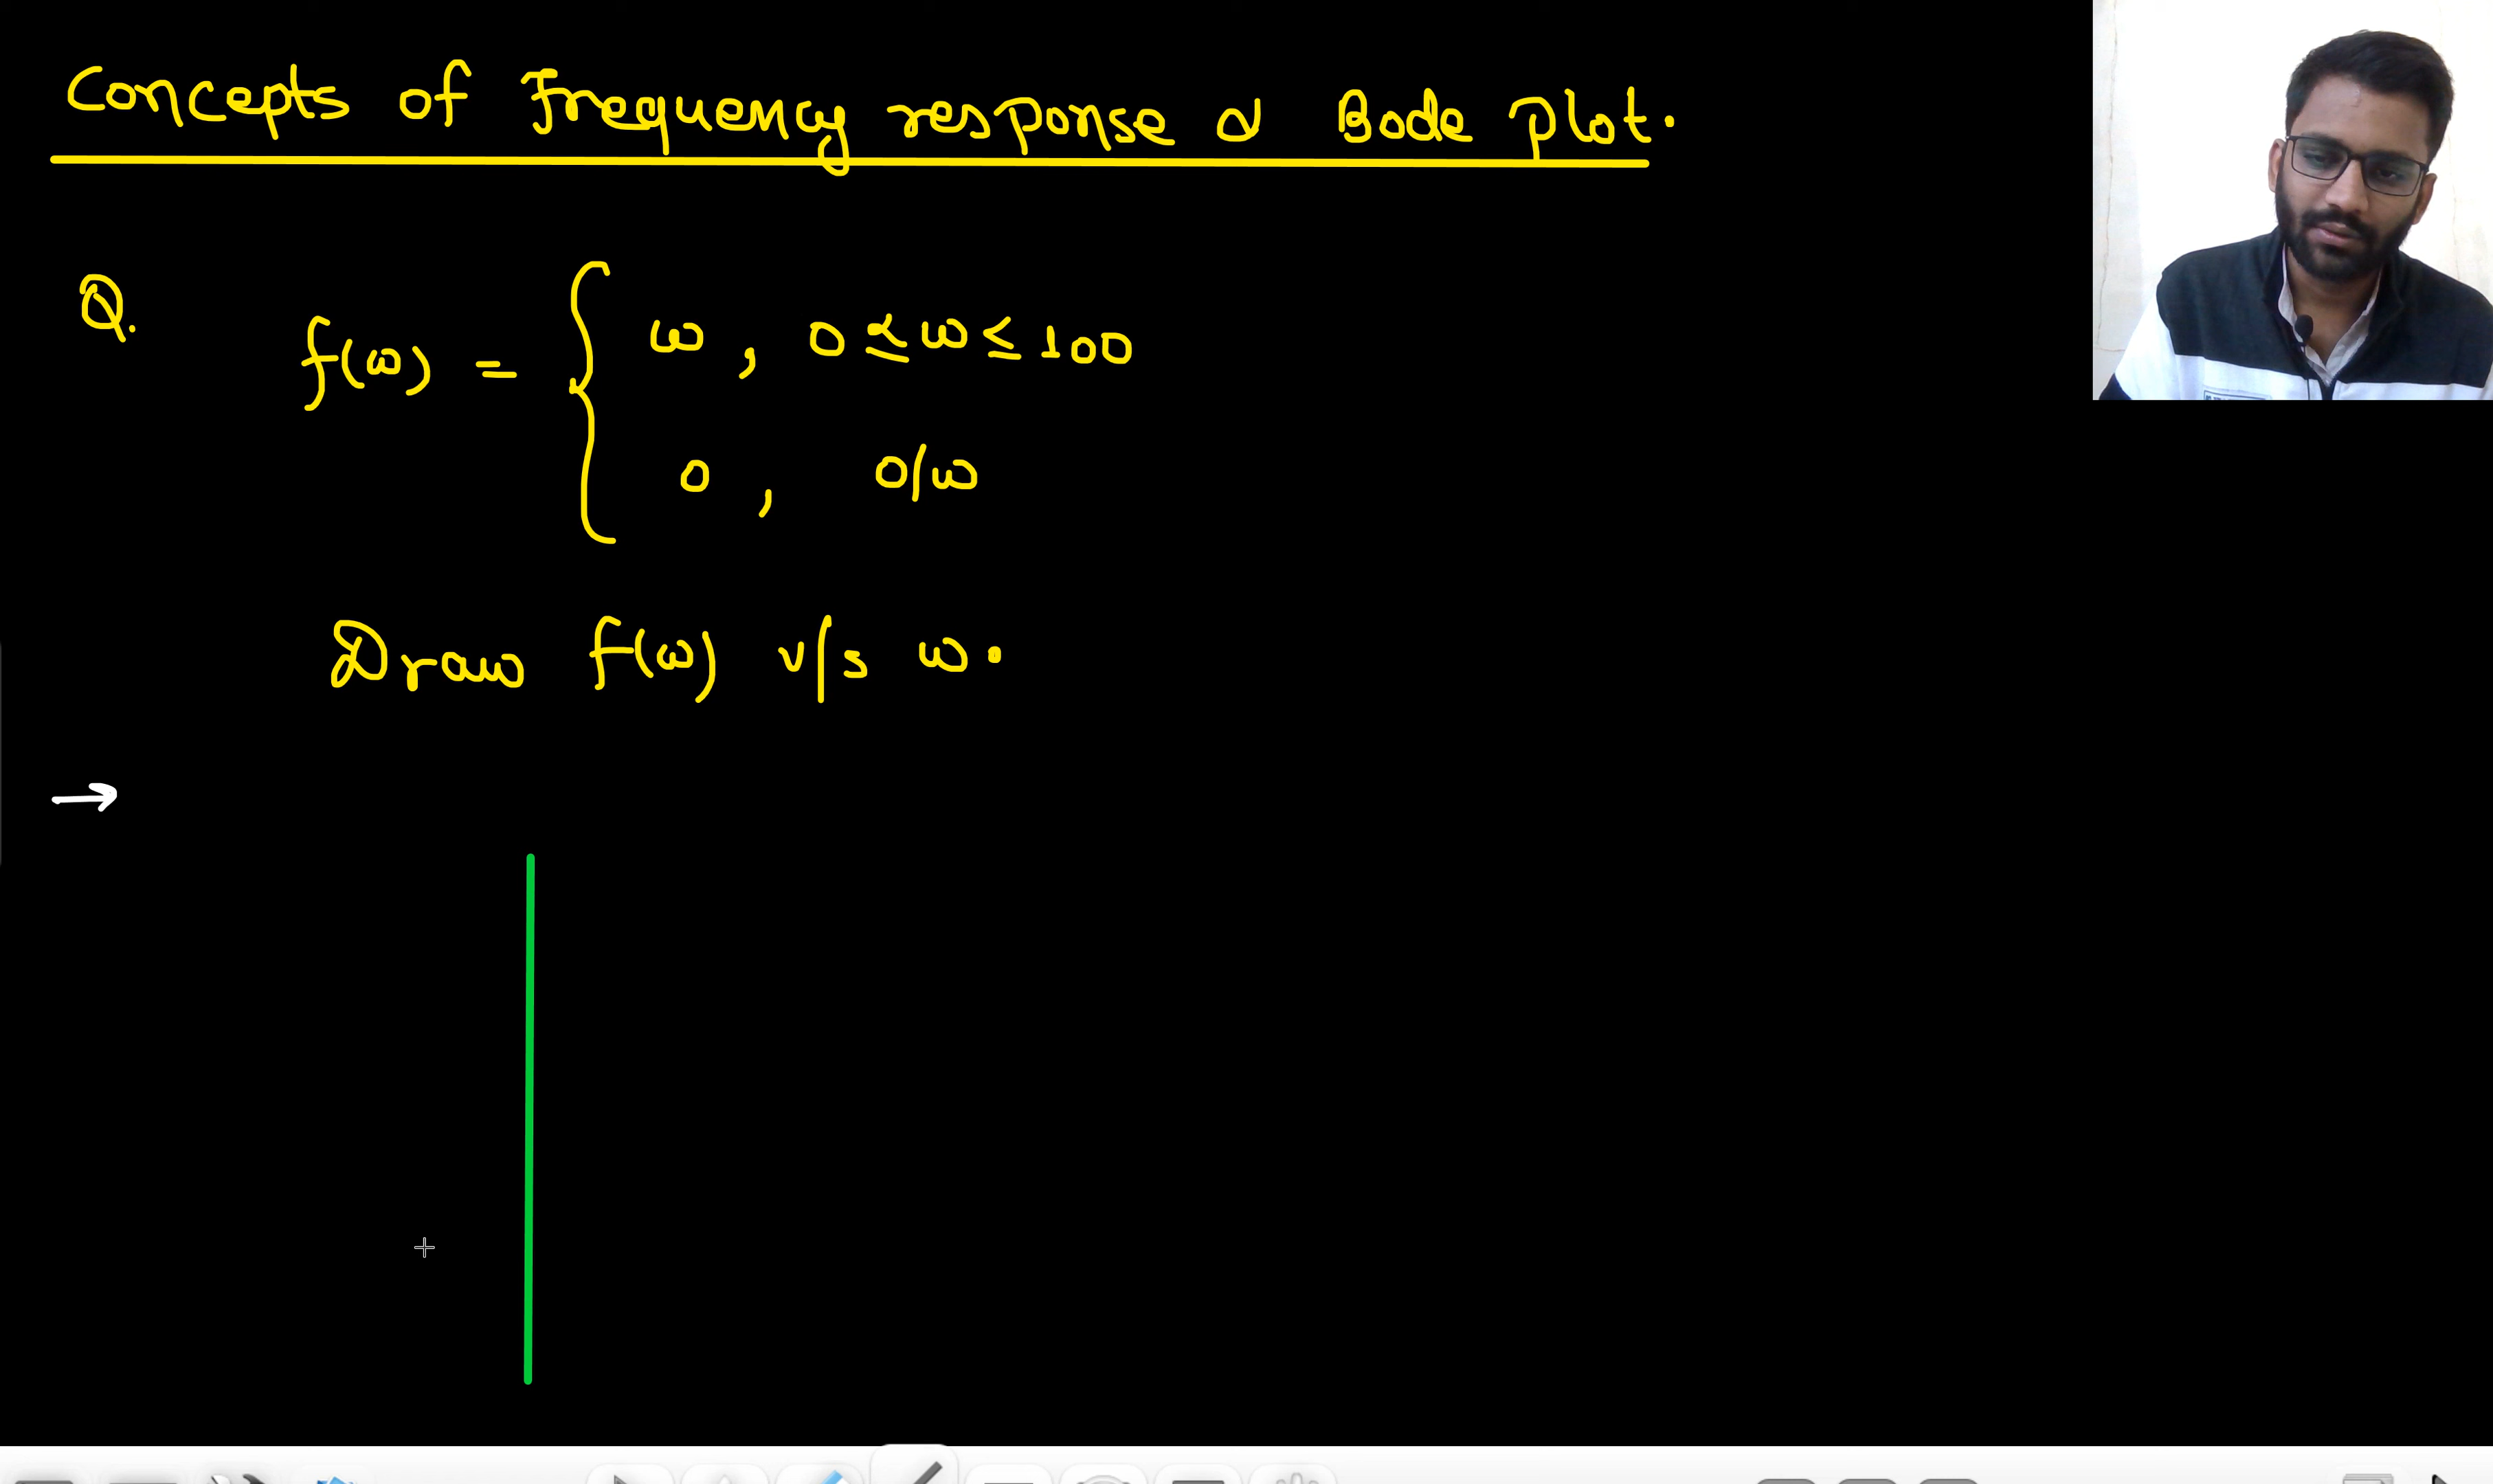 Concepts of Frequency response & Bode plot.
Q.
f(ω) = { ω , 0 ≤ ω ≤ 100
0 , o/ω
Draw f(ω) v/s ω.
→